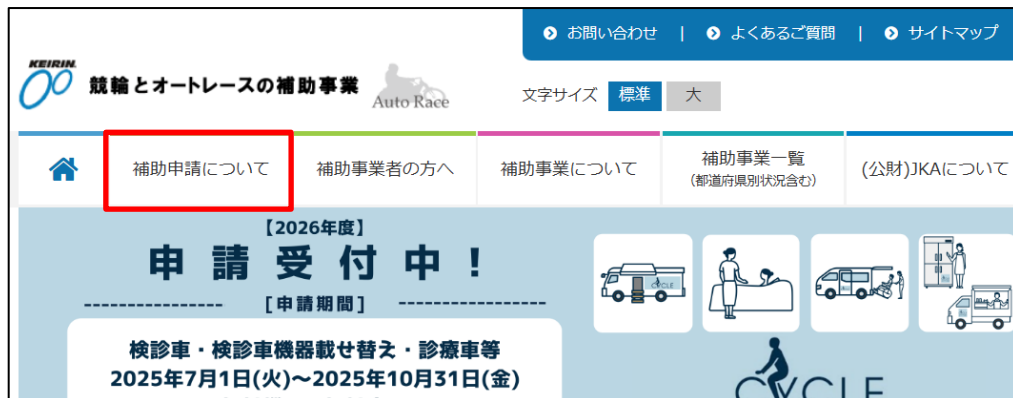 お問い合わせ | よくあるご質問 | サイトマップ
KEIRIN
競輪とオートレースの補助事業
Auto Race
文字サイズ 標準 大
補助申請について 補助事業者の方へ 補助事業について 補助事業一覧 (公財)JKAについて
(都道府県別状況含む)
【2026年度】
申請受付中!
[申請期間]
検診車・検診車機器載せ替え・診療車等
2025年7月1日(火)~2025年10月31日(金)
CYCLE